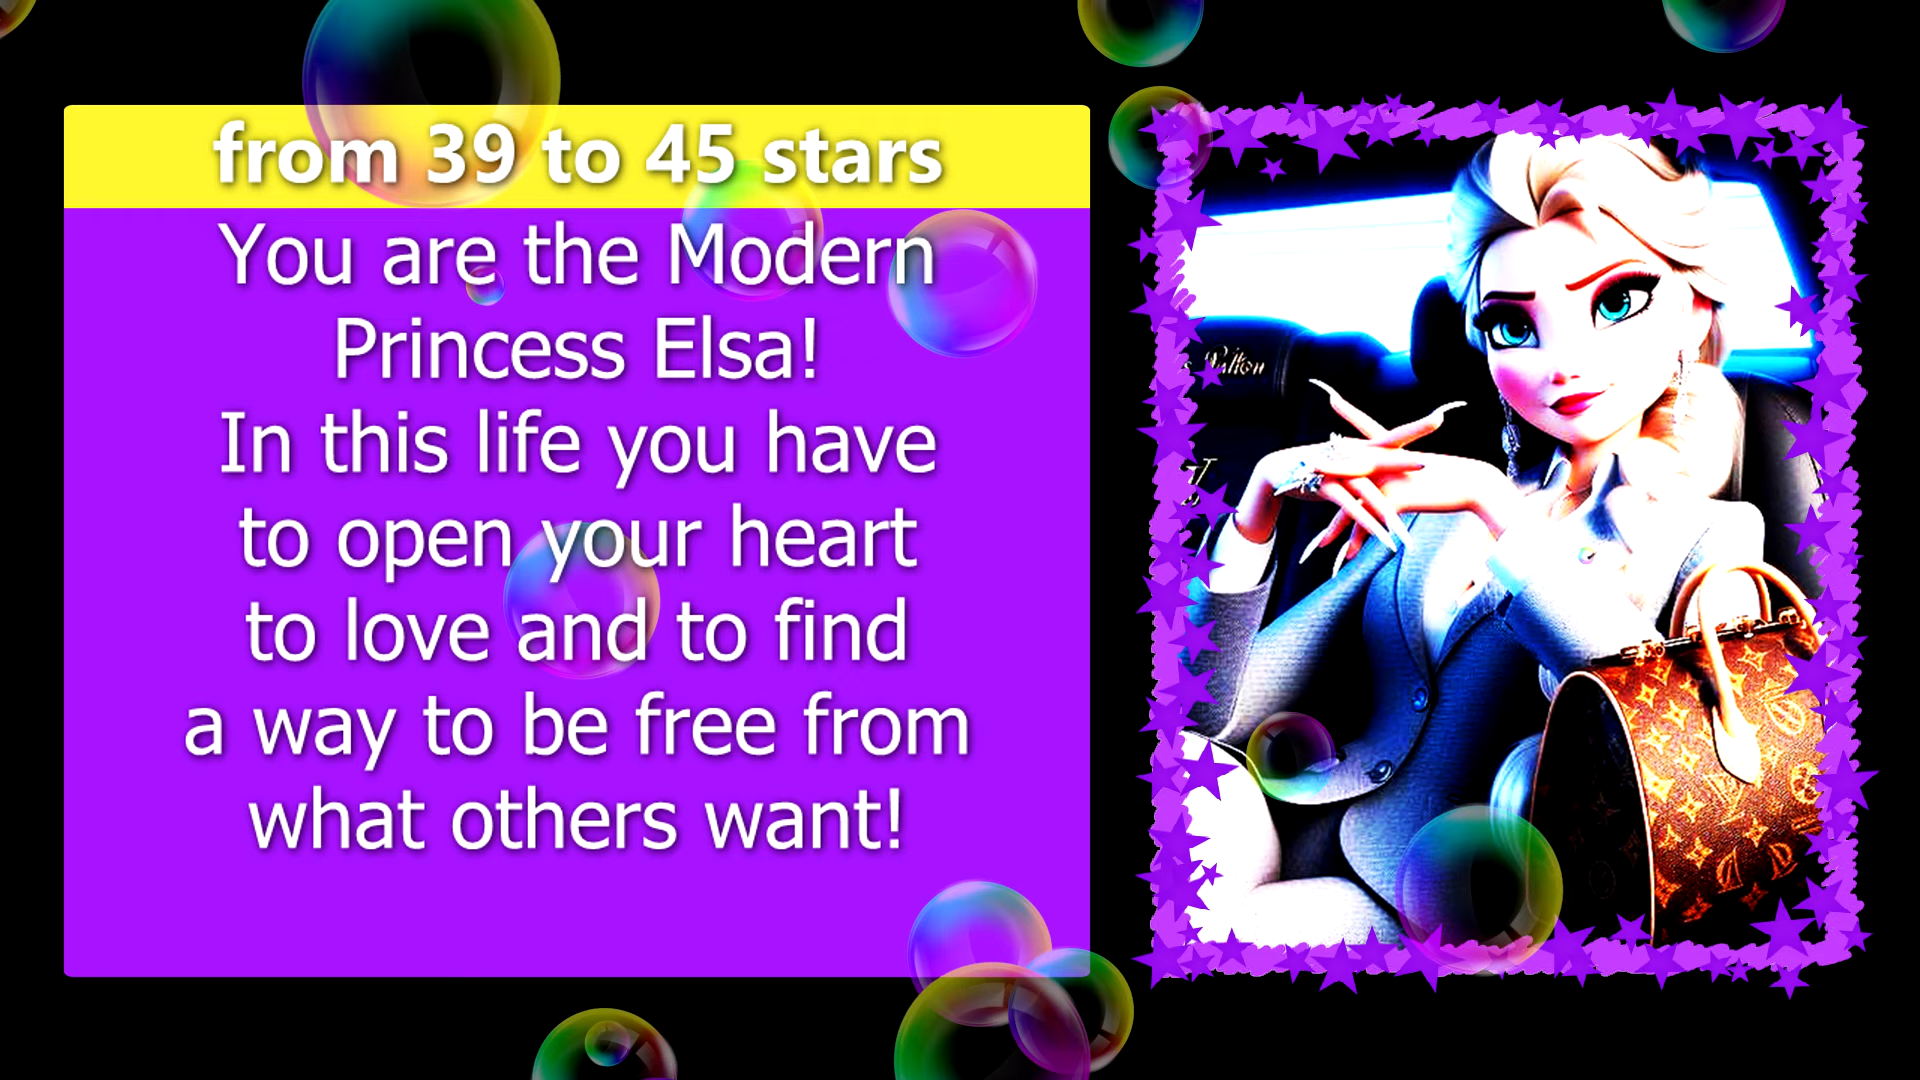 from 39 to 45 stars
You are the Modern
Princess Elsa!
In this life you have
to open your heart
to love and to find
a way to be free from
what others want!